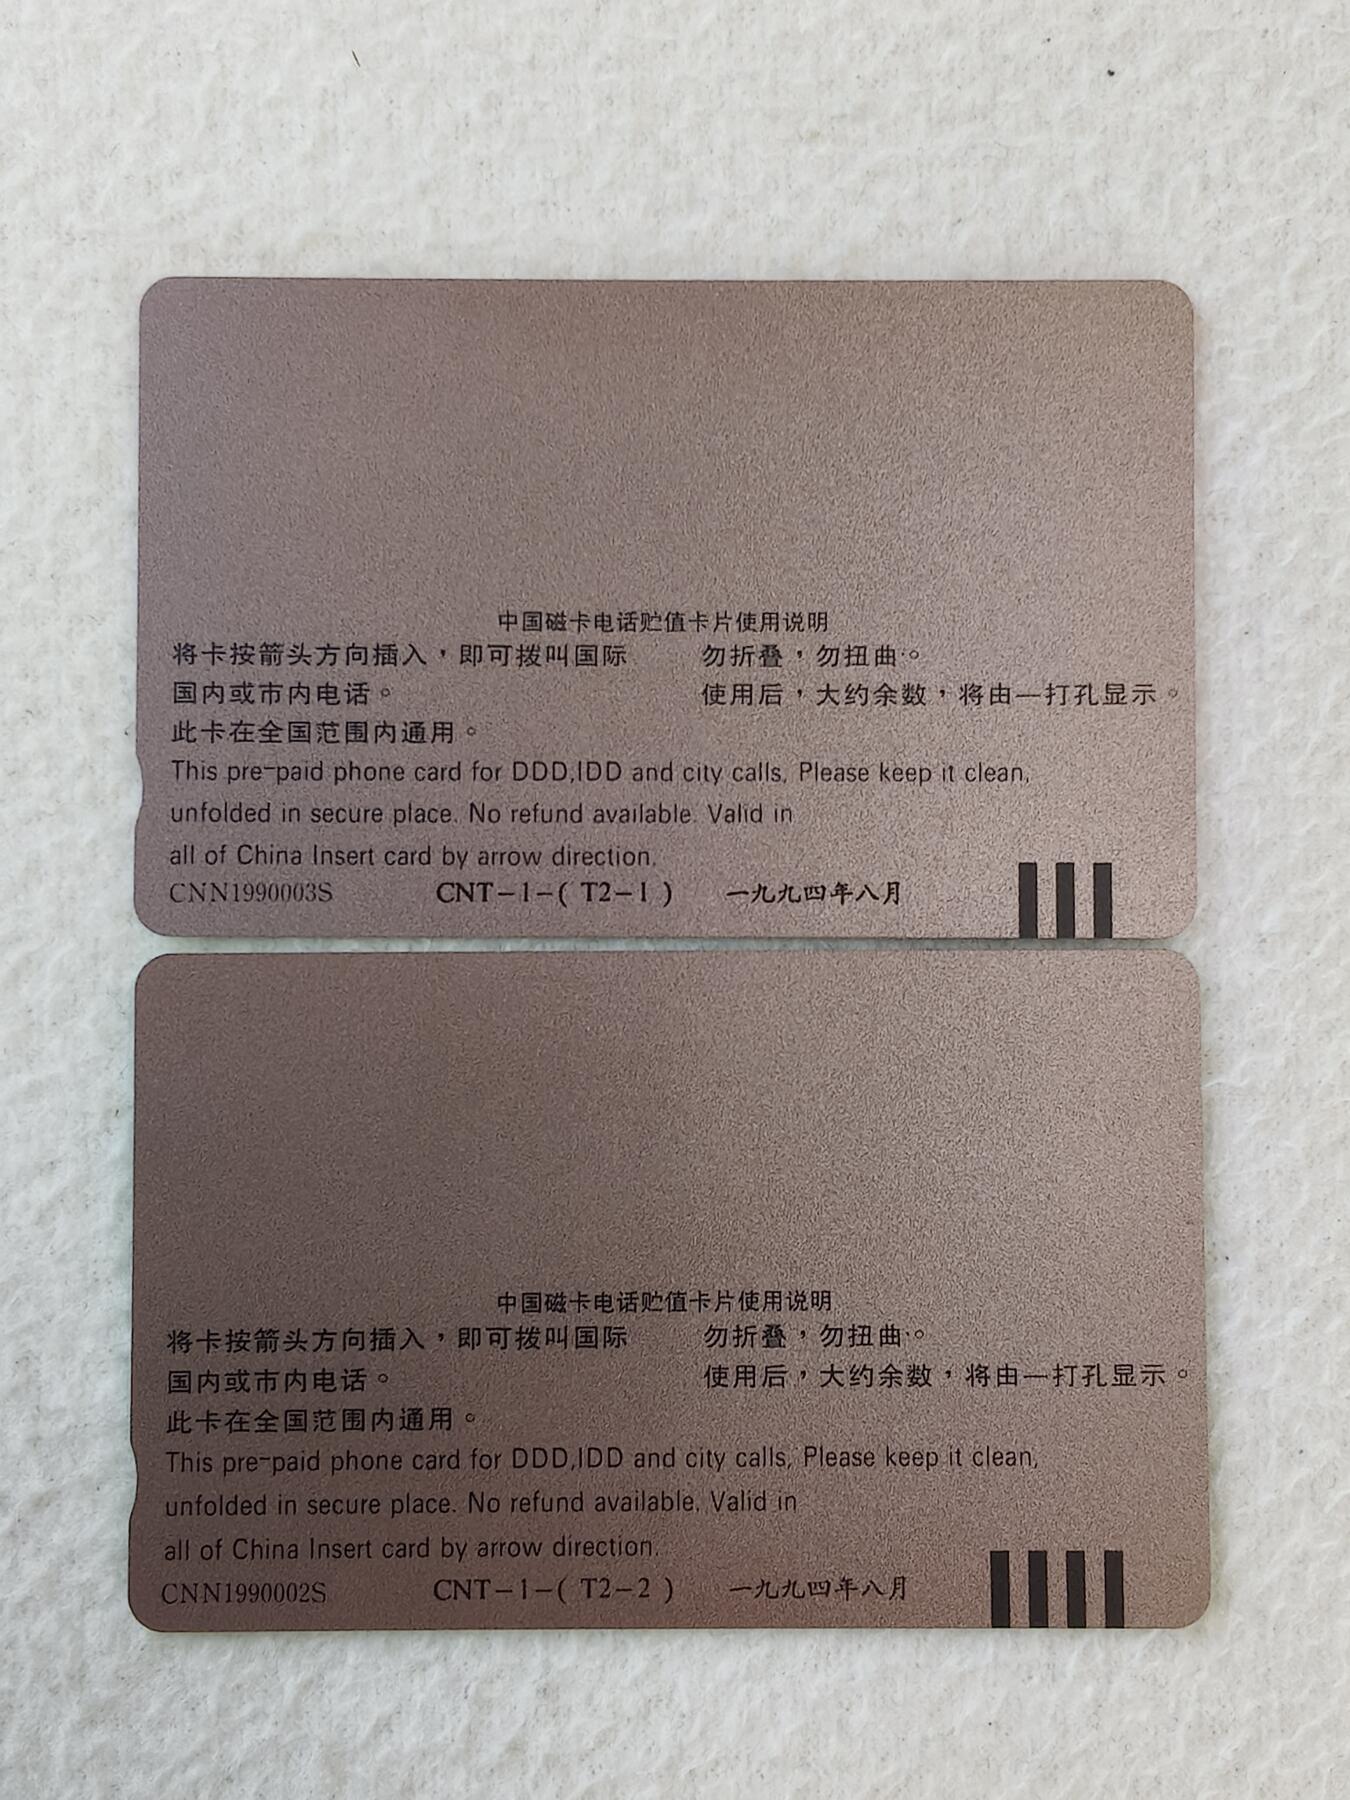 中国磁卡电话贮值卡片使用说明
将卡按箭头方向插入，即可拨叫国际 勿折叠，勿扭曲。
国内或市内电话。 使用后，大约余数，将由一打孔显示。
此卡在全国范围内通用。
This pre-paid phone card for DDD,IDD and city calls, Please keep it clean,
unfolded in secure place. No refund available. Valid in
all of China Insert card by arrow direction.
CNN1990003S CNT-1-( T2-1 ) 一九九四年八月
中国磁卡电话贮值卡片使用说明
将卡按箭头方向插入，即可拨叫国际 勿折叠，勿扭曲。
国内或市内电话。 使用后，大约余数，将由一打孔显示。
此卡在全国范围内通用。
This pre-paid phone card for DDD,IDD and city calls, Please keep it clean,
unfolded in secure place. No refund available. Valid in
all of China Insert card by arrow direction.
CNN1990002S CNT-1-( T2-2 ) 一九九四年八月